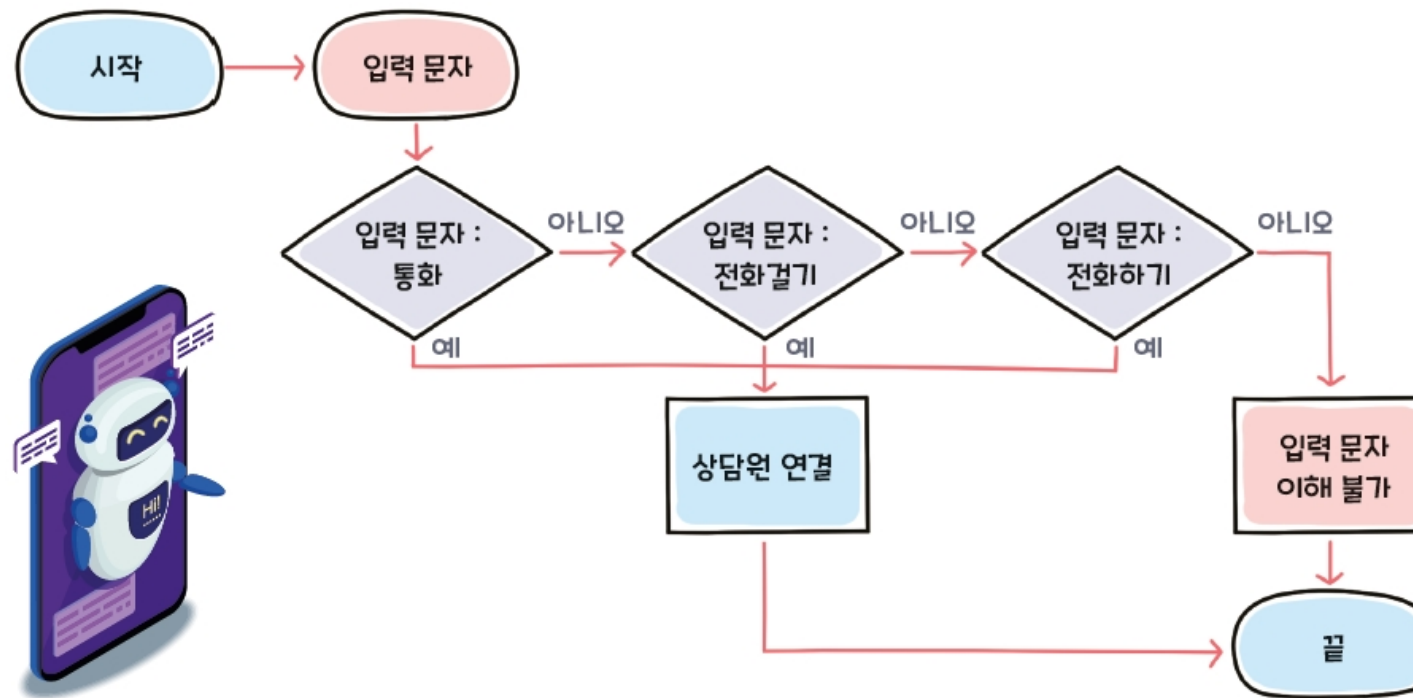 시작
입력 문자
입력 문자 :
통화
아니오
입력 문자 :
전화걸기
아니오
입력 문자 :
전화하기
아니오
예
예
예
상담원 연결
입력 문자
이해 불가
Hi!
끝